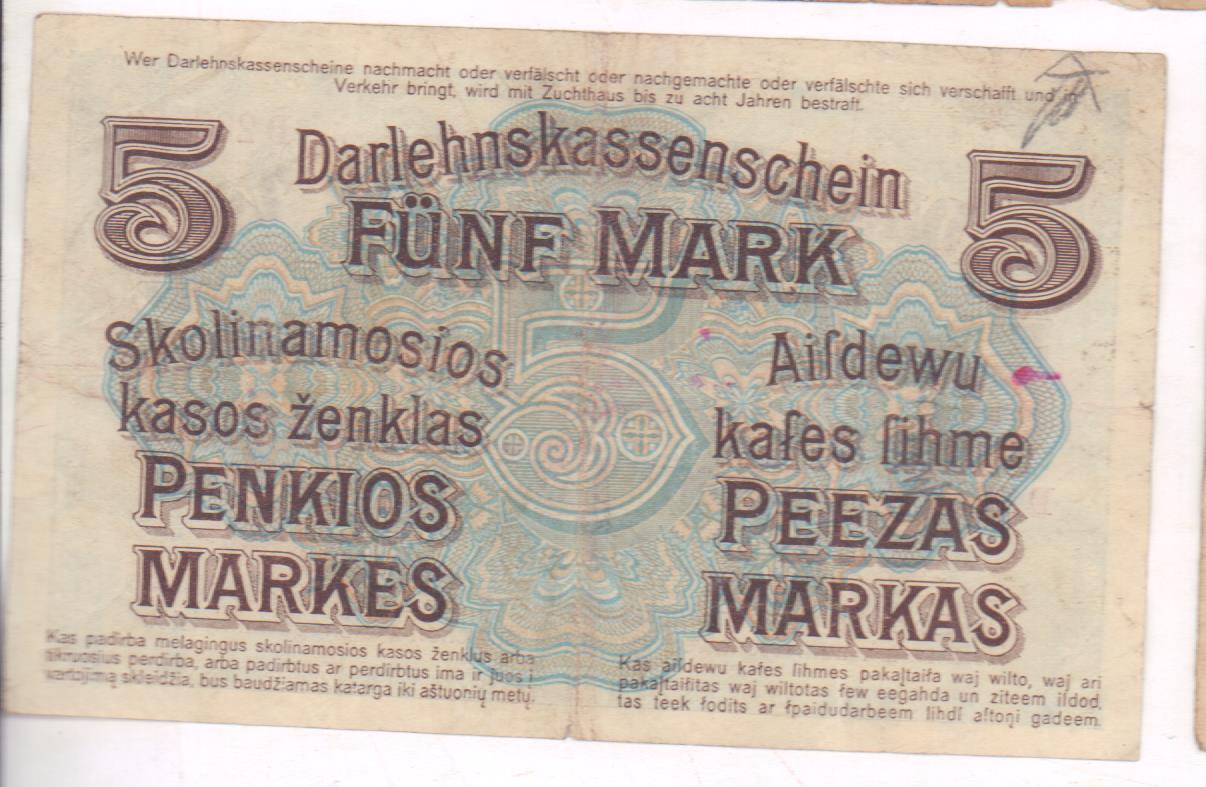 Wer Darlehnskassenscheine nachmacht oder verfälscht oder nachgemachte oder verfälschte sich verschafft und in
Verkehr bringt, wird mit Zuchthaus bis zu acht Jahren bestraft.
5
Darlehnskassenschein
5
FÜNF MARK
5
Skolinamosios
kasos ženklas
PENKIOS
MARKES
Aiſdewu
kaſes ſihme
PEEZAS
MARKAS
Kas padirba melagingus skolinamosios kasos ženklus arba
tikruosius perdirba, arba padirbtus ar perdirbtus ima ir juos į
vartojimą skleidžia, bus baudžiamas katarga iki aštuonių metų.
Kas aiſdewu kaſes ſihmes pakaļtaiſa waj wilto, waj ari
pakaļtaiſitas waj wiltotas ſew eegahda un ziteem iſdod,
tas teek ſodits ar ſpaidudarbeem lihdſ aſtoņi gadeem.